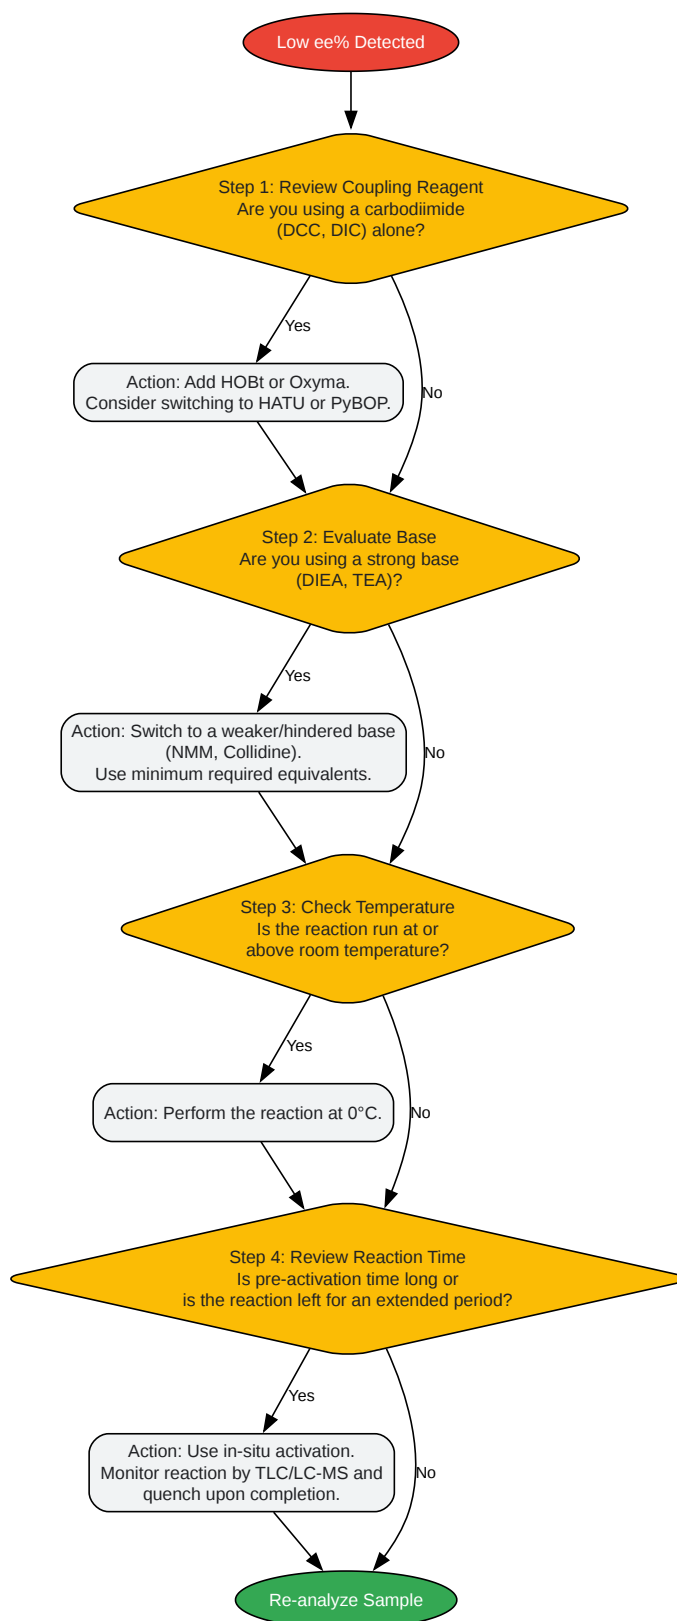 Low ee% Detected
Step 1: Review Coupling Reagent
Are you using a carbodiimide
(DCC, DIC) alone?
Yes
No
Action: Add HOBt or Oxyma.
Consider switching to HATU or PyBOP.
Step 2: Evaluate Base
Are you using a strong base
(DIEA, TEA)?
Yes
No
Action: Switch to a weaker/hindered base
(NMM, Collidine).
Use minimum required equivalents.
Step 3: Check Temperature
Is the reaction run at or
above room temperature?
Yes
No
Action: Perform the reaction at 0°C.
Step 4: Review Reaction Time
Is pre-activation time long or
is the reaction left for an extended period?
Yes
No
Action: Use in-situ activation.
Monitor reaction by TLC/LC-MS and
quench upon completion.
Re-analyze Sample